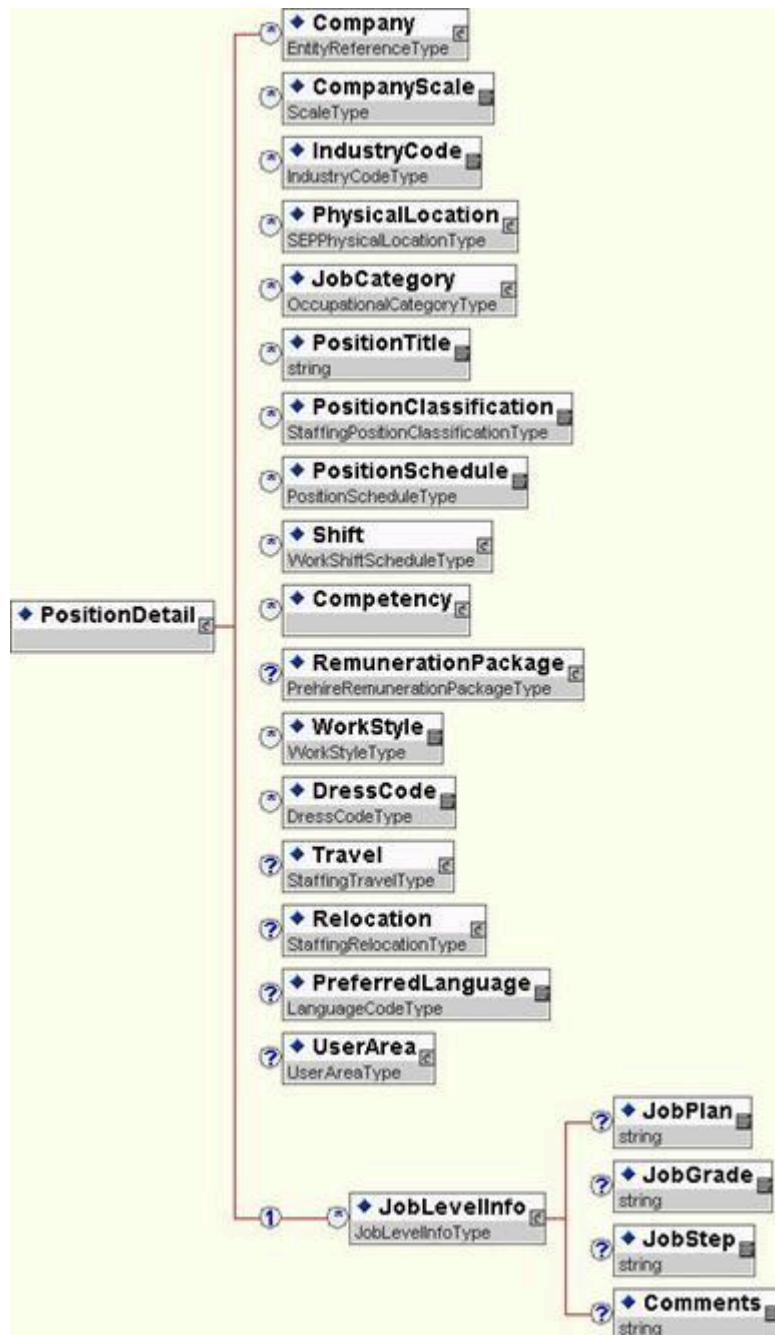 Company
EntityReferenceType
CompanyScale
ScaleType
IndustryCode
IndustryCodeType
PhysicalLocation
SEPPhysicalLocationType
JobCategory
OccupationalCategoryType
PositionTitle
string
PositionClassification
StaffingPositionClassificationType
PositionSchedule
PositionScheduleType
Shift
WorkShiftScheduleType
Competency
PositionDetail
RemunerationPackage
PrehireRemunerationPackageType
WorkStyle
WorkStyleType
DressCode
DressCodeType
Travel
StaffingTravelType
Relocation
StaffingRelocationType
PreferredLanguage
LanguageCodeType
UserArea
UserAreaType
JobPlan
string
JobGrade
string
1
JobLevelInfo
JobLevelInfoType
JobStep
string
Comments
string